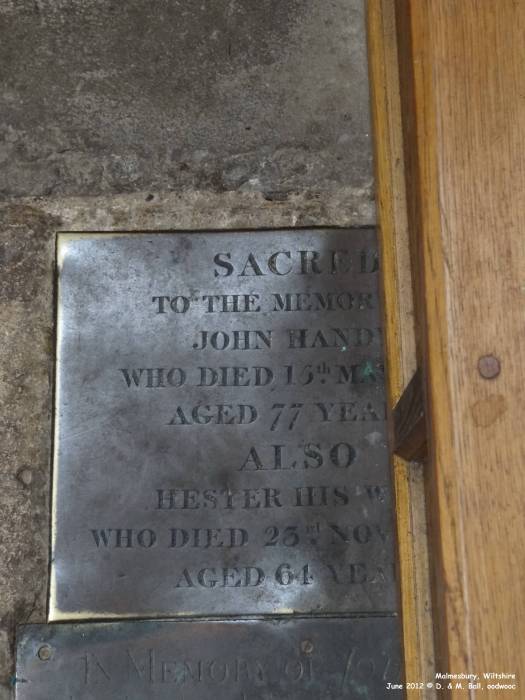 SACRED
TO THE MEMOR
JOHN HAND
WHO DIED 15th MA
AGED 77 YEA
ALSO
HESTER HIS W
WHO DIED 23rd NOV
AGED 64 YEA
IN MEMORY OF
Malmesbury, Wiltshire
June 2012 © D. & M. Ball, oodwooc